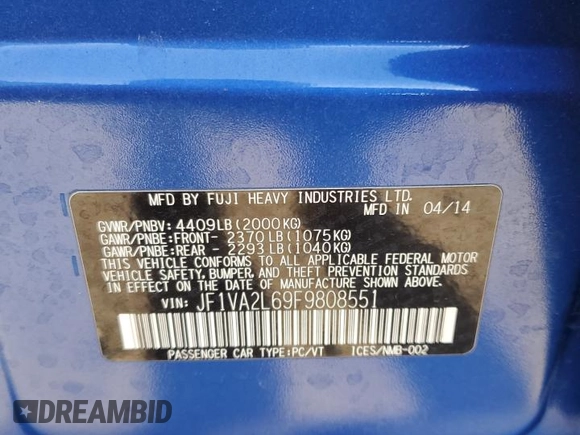 MFD BY FUJI HEAVY INDUSTRIES LTD.
MFD IN 04/14
GVWR/PNBV: 4409LB(2000KG)
GAWR/PNBE:FRONT- 2370LB(1075KG)
GAWR/PNBE:REAR - 2293LB(1040KG)
THIS VEHICLE CONFORMS TO ALL APPLICABLE FEDERAL MOTOR
VEHICLE SAFETY, BUMPER, AND THEFT PREVENTION STANDARDS
IN EFFECT ON THE DATE OF MANUFACTURE SHOWN ABOVE.
VIN: JF1VA2L69F9808551
PASSENGER CAR TYPE:PC/VT ICES/NMB-002
DREAMBID